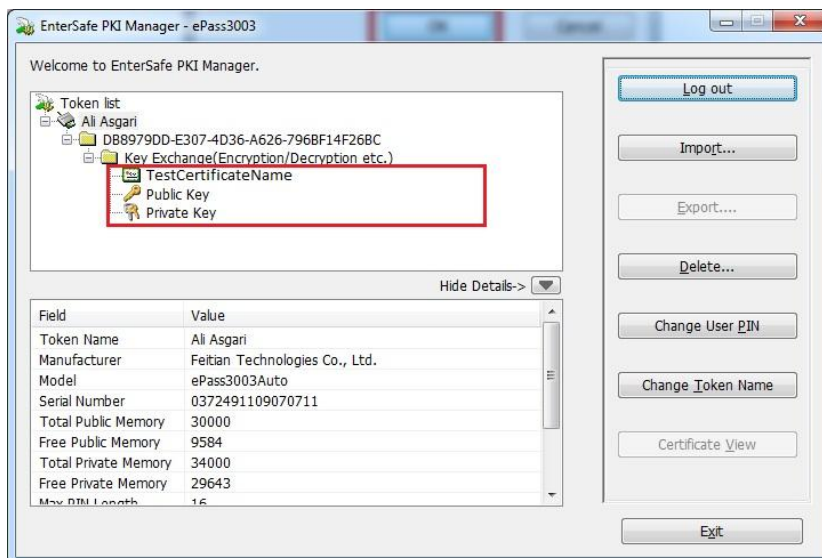 EnterSafe PKI Manager - ePass3003
Welcome to EnterSafe PKI Manager.
Token list
Ali Asgari
DB8979DD-E307-4D36-A626-796BF14F26BC
Key Exchange(Encryption/Decryption etc.)
TestCertificateName
Public Key
Private Key
Hide Details->
Field Value
Token Name Ali Asgari
Manufacturer Feitian Technologies Co., Ltd.
Model ePass3003Auto
Serial Number 0372491109070711
Total Public Memory 30000
Free Public Memory 9584
Total Private Memory 34000
Free Private Memory 29643
Max PIN Length 16
Log out
Import...
Export....
Delete...
Change User PIN
Change Token Name
Certificate View
Exit